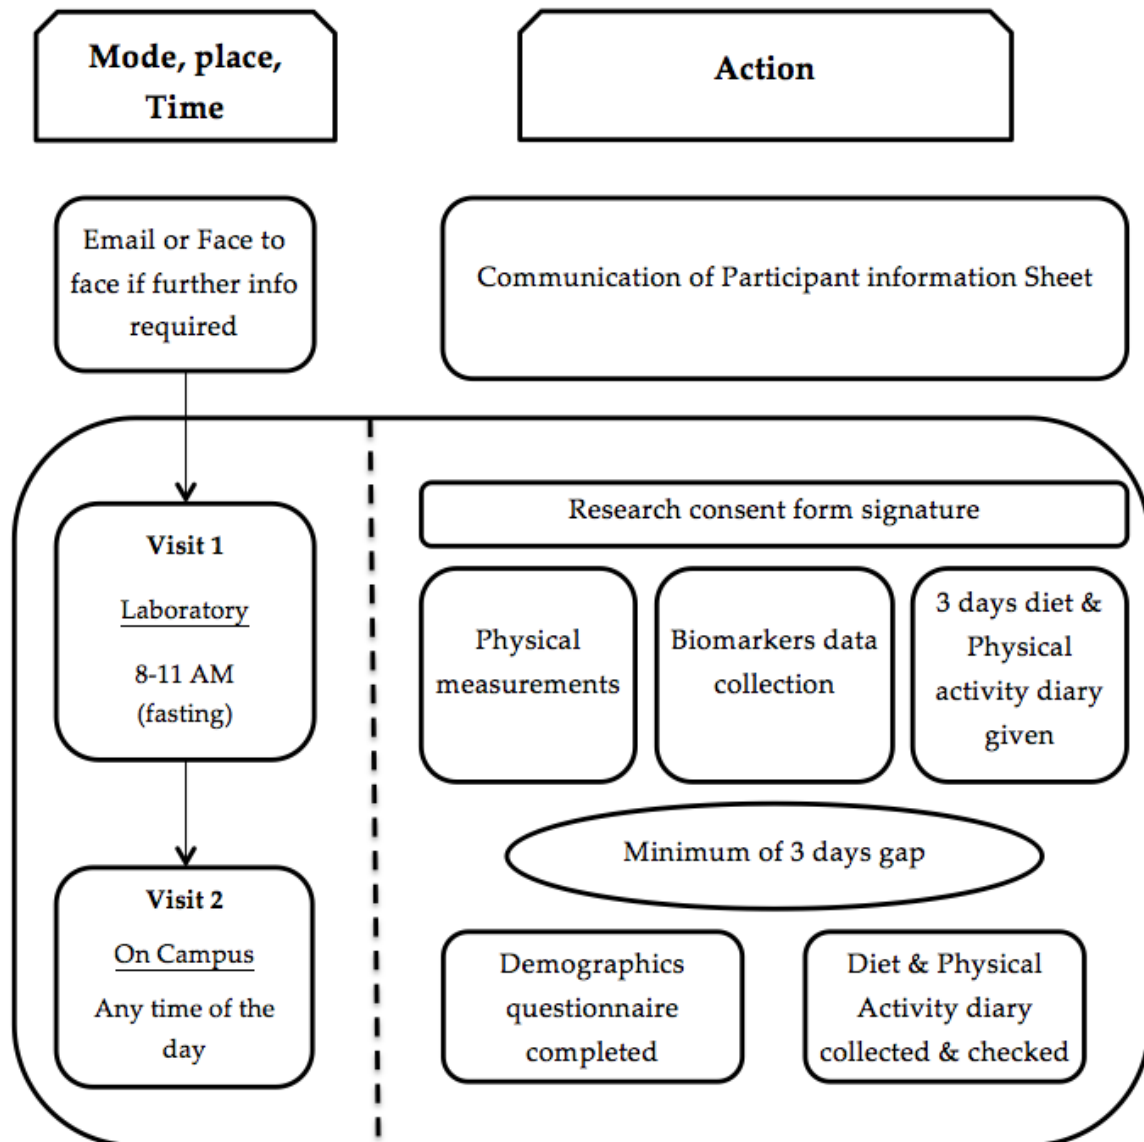 Mode, place,
Time
Action
Email or Face to
face if further info
required
Communication of Participant information Sheet
Visit 1
Laboratory
8-11 AM
(fasting)
Research consent form signature
Physical
measurements
Biomarkers data
collection
3 days diet &
Physical
activity diary
given
Minimum of 3 days gap
Visit 2
On Campus
Any time of the
day
Demographics
questionnaire
completed
Diet & Physical
Activity diary
collected & checked